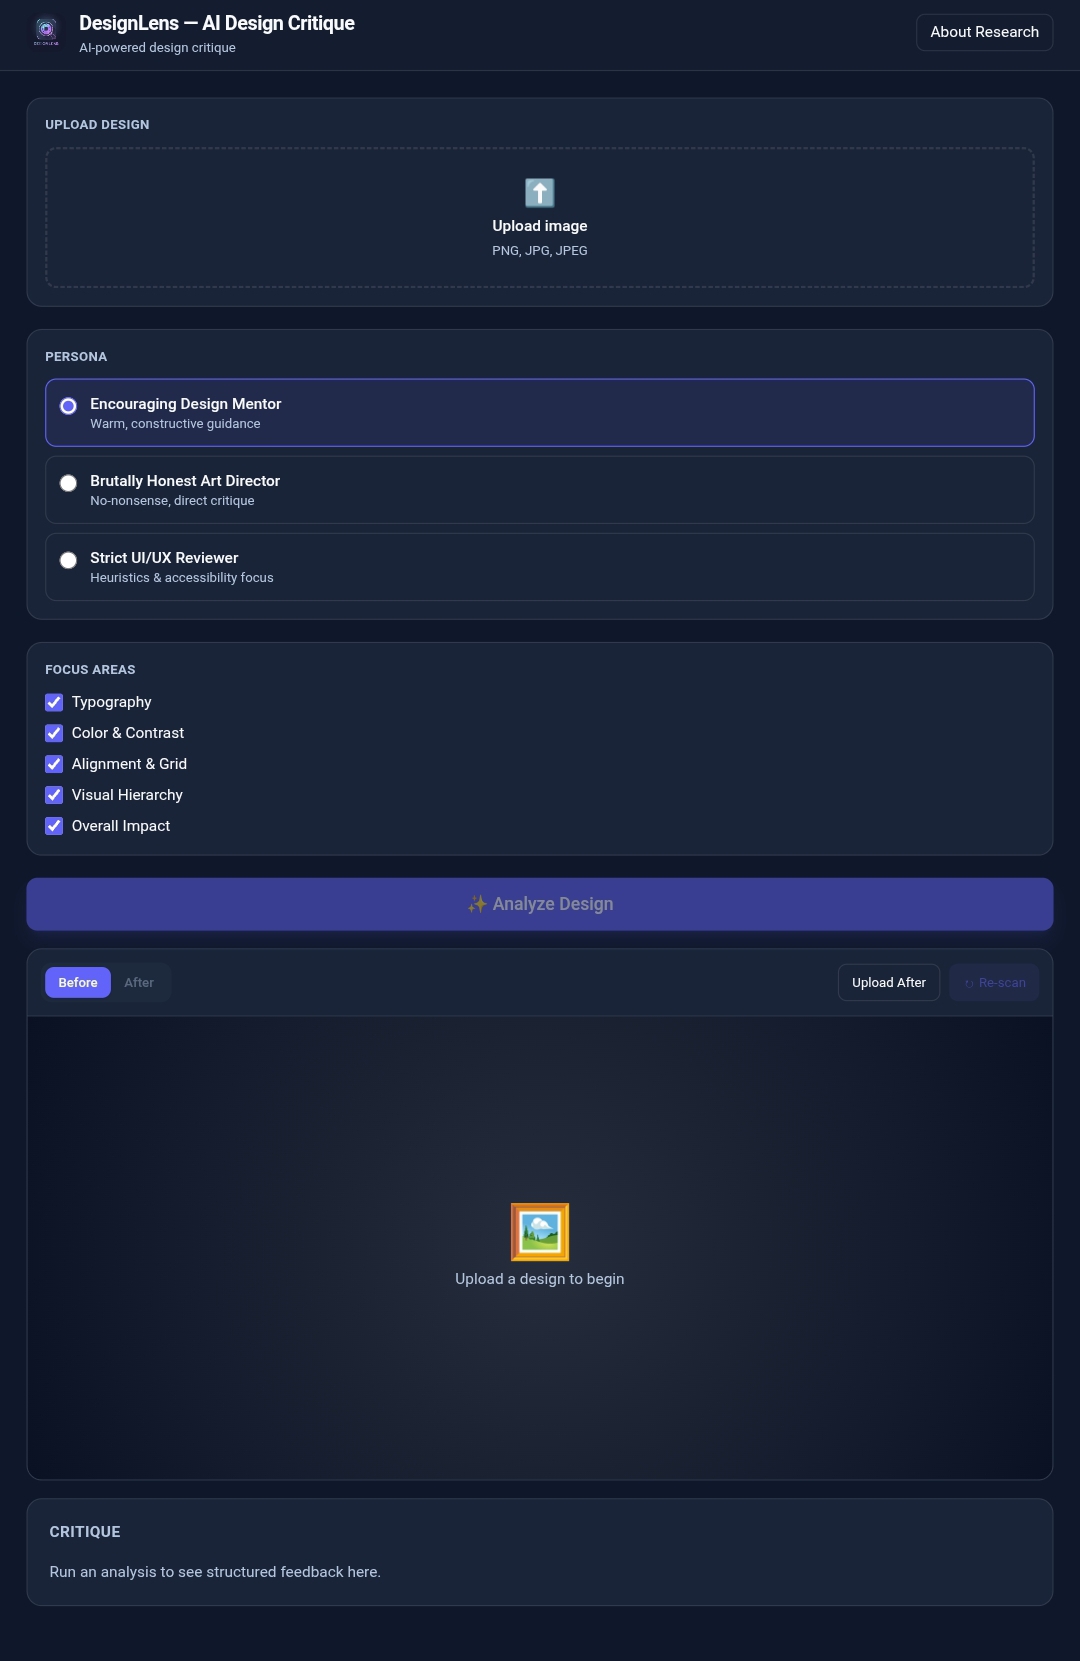 DesignLens — AI Design Critique
AI-powered design critique
About Research
UPLOAD DESIGN
Upload image
PNG, JPG, JPEG
PERSONA
Encouraging Design Mentor
Warm, constructive guidance
Brutally Honest Art Director
No-nonsense, direct critique
Strict UI/UX Reviewer
Heuristics & accessibility focus
FOCUS AREAS
Typography
Color & Contrast
Alignment & Grid
Visual Hierarchy
Overall Impact
✨ Analyze Design
Before
After
Upload After
↻ Re-scan
Upload a design to begin
CRITIQUE
Run an analysis to see structured feedback here.